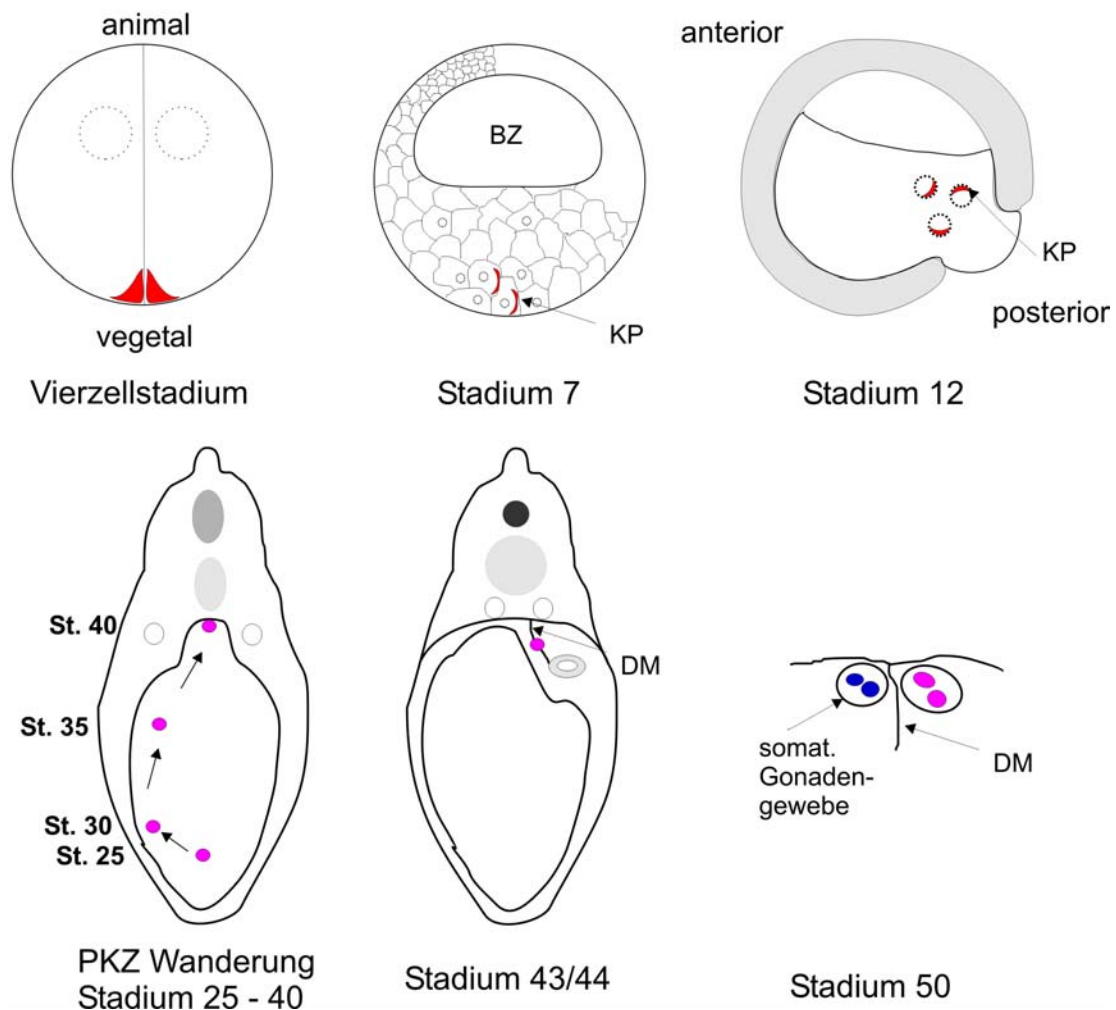 animal
vegetal
Vierzellstadium
BZ
KP
Stadium 7
anterior
KP
posterior
Stadium 12
St. 40
St. 35
St. 30
St. 25
PKZ Wanderung
Stadium 25 - 40
DM
Stadium 43/44
somat.
Gonaden-
gewebe
DM
Stadium 50